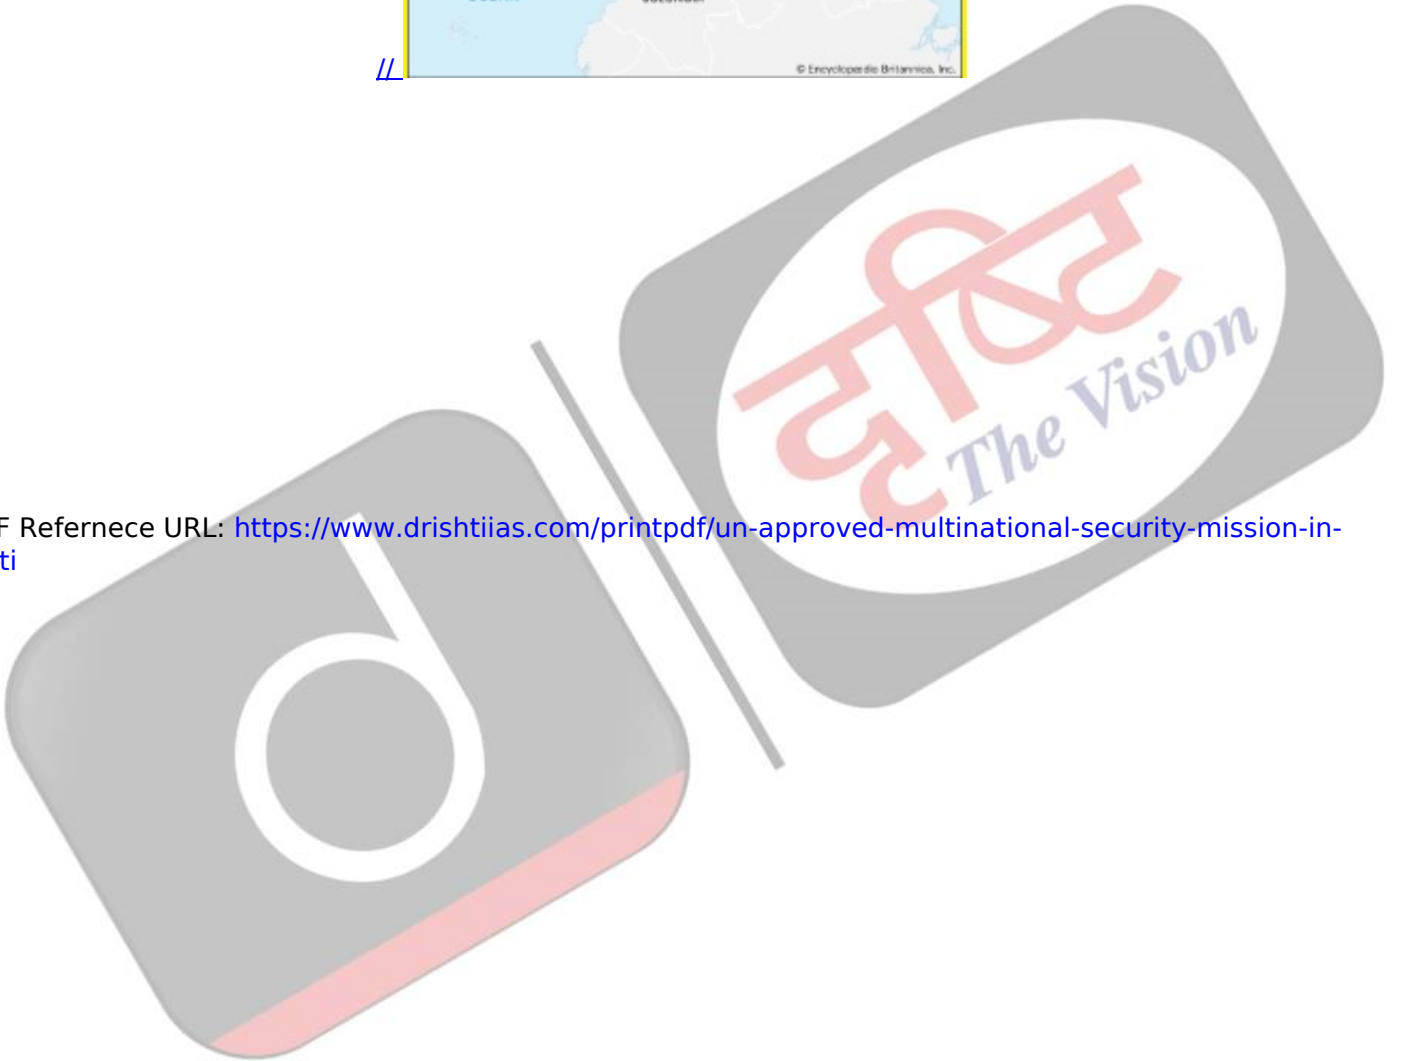 //
© Encyclopædia Britannica, Inc.
दृष्टि
The Vision
F Refernece URL: https://www.drishtiias.com/printpdf/un-approved-multinational-security-mission-in-
ti